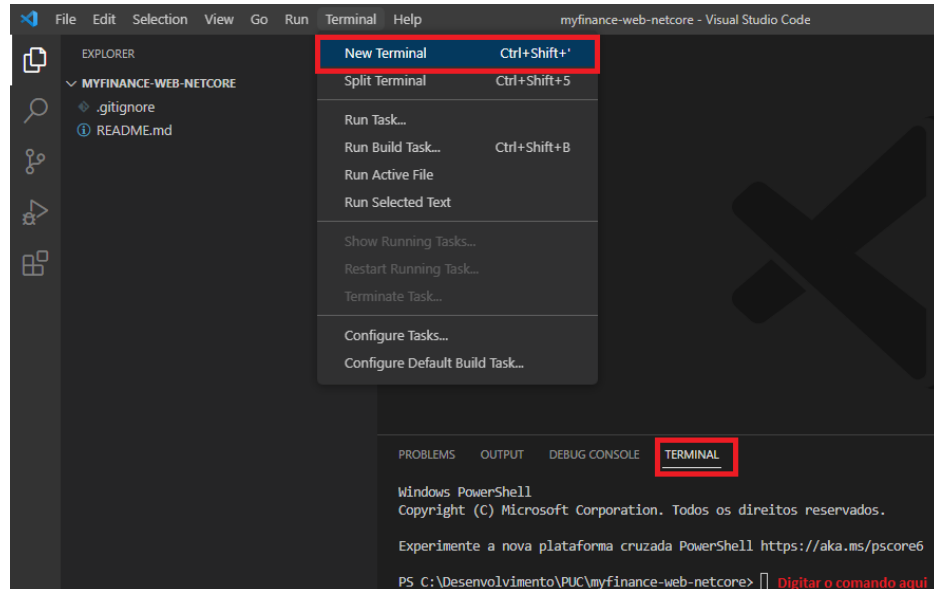 File Edit Selection View Go Run Terminal Help myfinance-web-netcore - Visual Studio Code
EXPLORER
MYFINANCE-WEB-NETCORE
.gitignore
README.md
New Terminal Ctrl+Shift+'
Split Terminal Ctrl+Shift+5
Run Task...
Run Build Task... Ctrl+Shift+B
Run Active File
Run Selected Text
Show Running Tasks...
Restart Running Task...
Terminate Task...
Configure Tasks...
Configure Default Build Task...
PROBLEMS OUTPUT DEBUG CONSOLE TERMINAL
Windows PowerShell
Copyright (C) Microsoft Corporation. Todos os direitos reservados.
Experimente a nova plataforma cruzada PowerShell https://aka.ms/pscore6
PS C:\Desenvolvimento\PUC\myfinance-web-netcore> Digitar o comando aqui